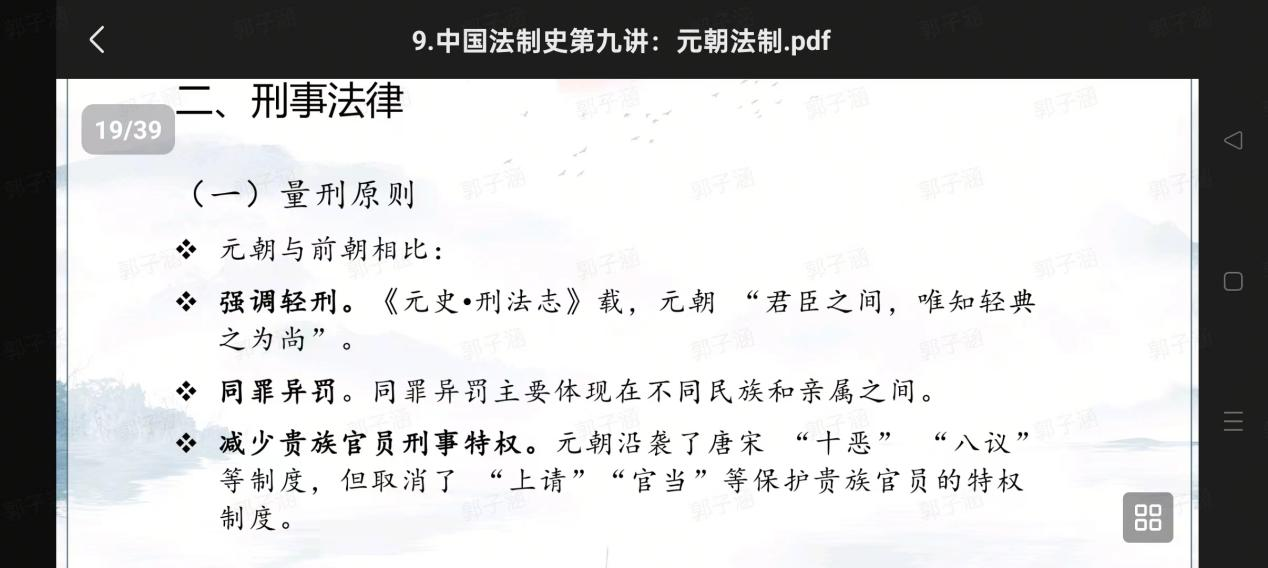 9.中国法制史第九讲：元朝法制.pdf
二、刑事法律
19/39
（一）量刑原则
❖ 元朝与前朝相比：
❖ 强调轻刑。《元史•刑法志》载，元朝 “君臣之间，唯知轻典
之为尚”。
❖ 同罪异罚。同罪异罚主要体现在不同民族和亲属之间。
❖ 减少贵族官员刑事特权。元朝沿袭了唐宋 “十恶” “八议”
等制度，但取消了 “上请”“官当”等保护贵族官员的特权
制度。
郭子涵